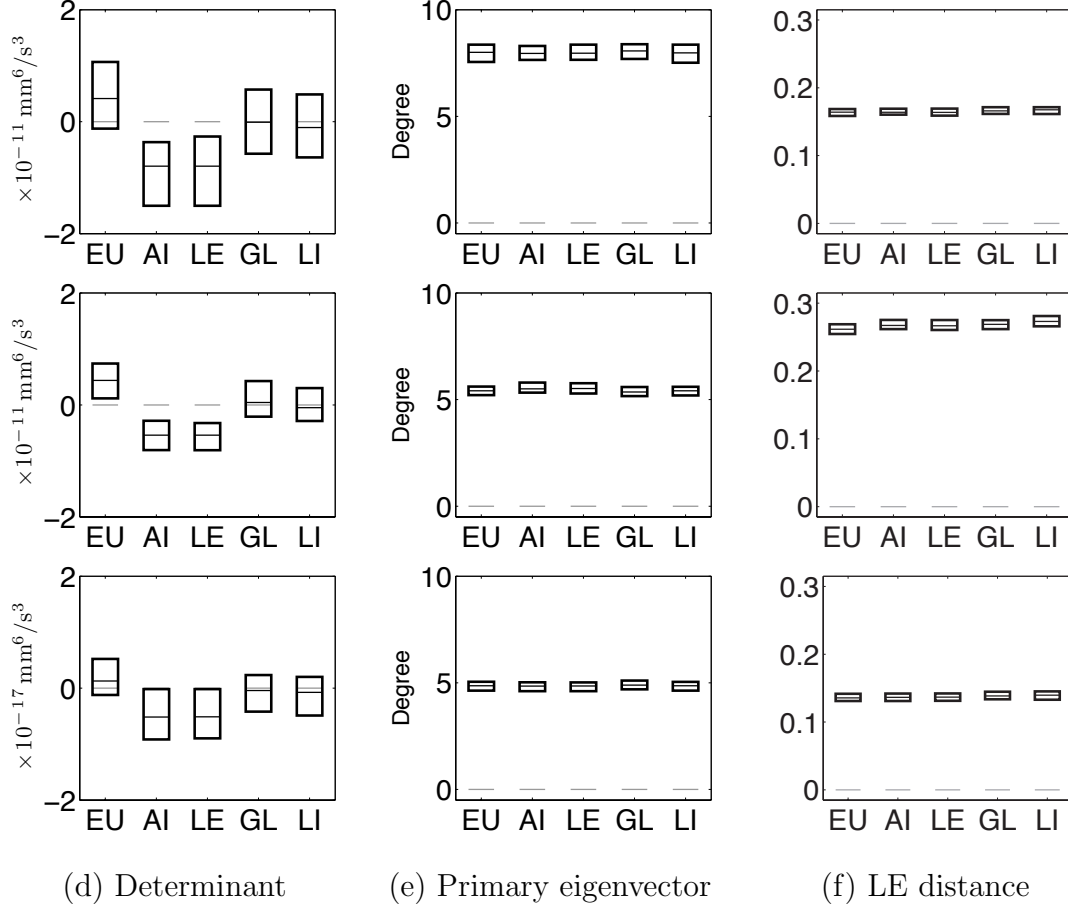 2
0
−2
×10−11 mm6/s3
EU AI LE GL LI
10
5
0
Degree
EU AI LE GL LI
0.3
0.2
0.1
0
EU AI LE GL LI
2
0
−2
×10−11 mm6/s3
EU AI LE GL LI
10
5
0
Degree
EU AI LE GL LI
0.3
0.2
0.1
0
EU AI LE GL LI
2
0
−2
×10−17 mm6/s3
EU AI LE GL LI
10
5
0
Degree
EU AI LE GL LI
0.3
0.2
0.1
0
EU AI LE GL LI
(d) Determinant
(e) Primary eigenvector
(f) LE distance